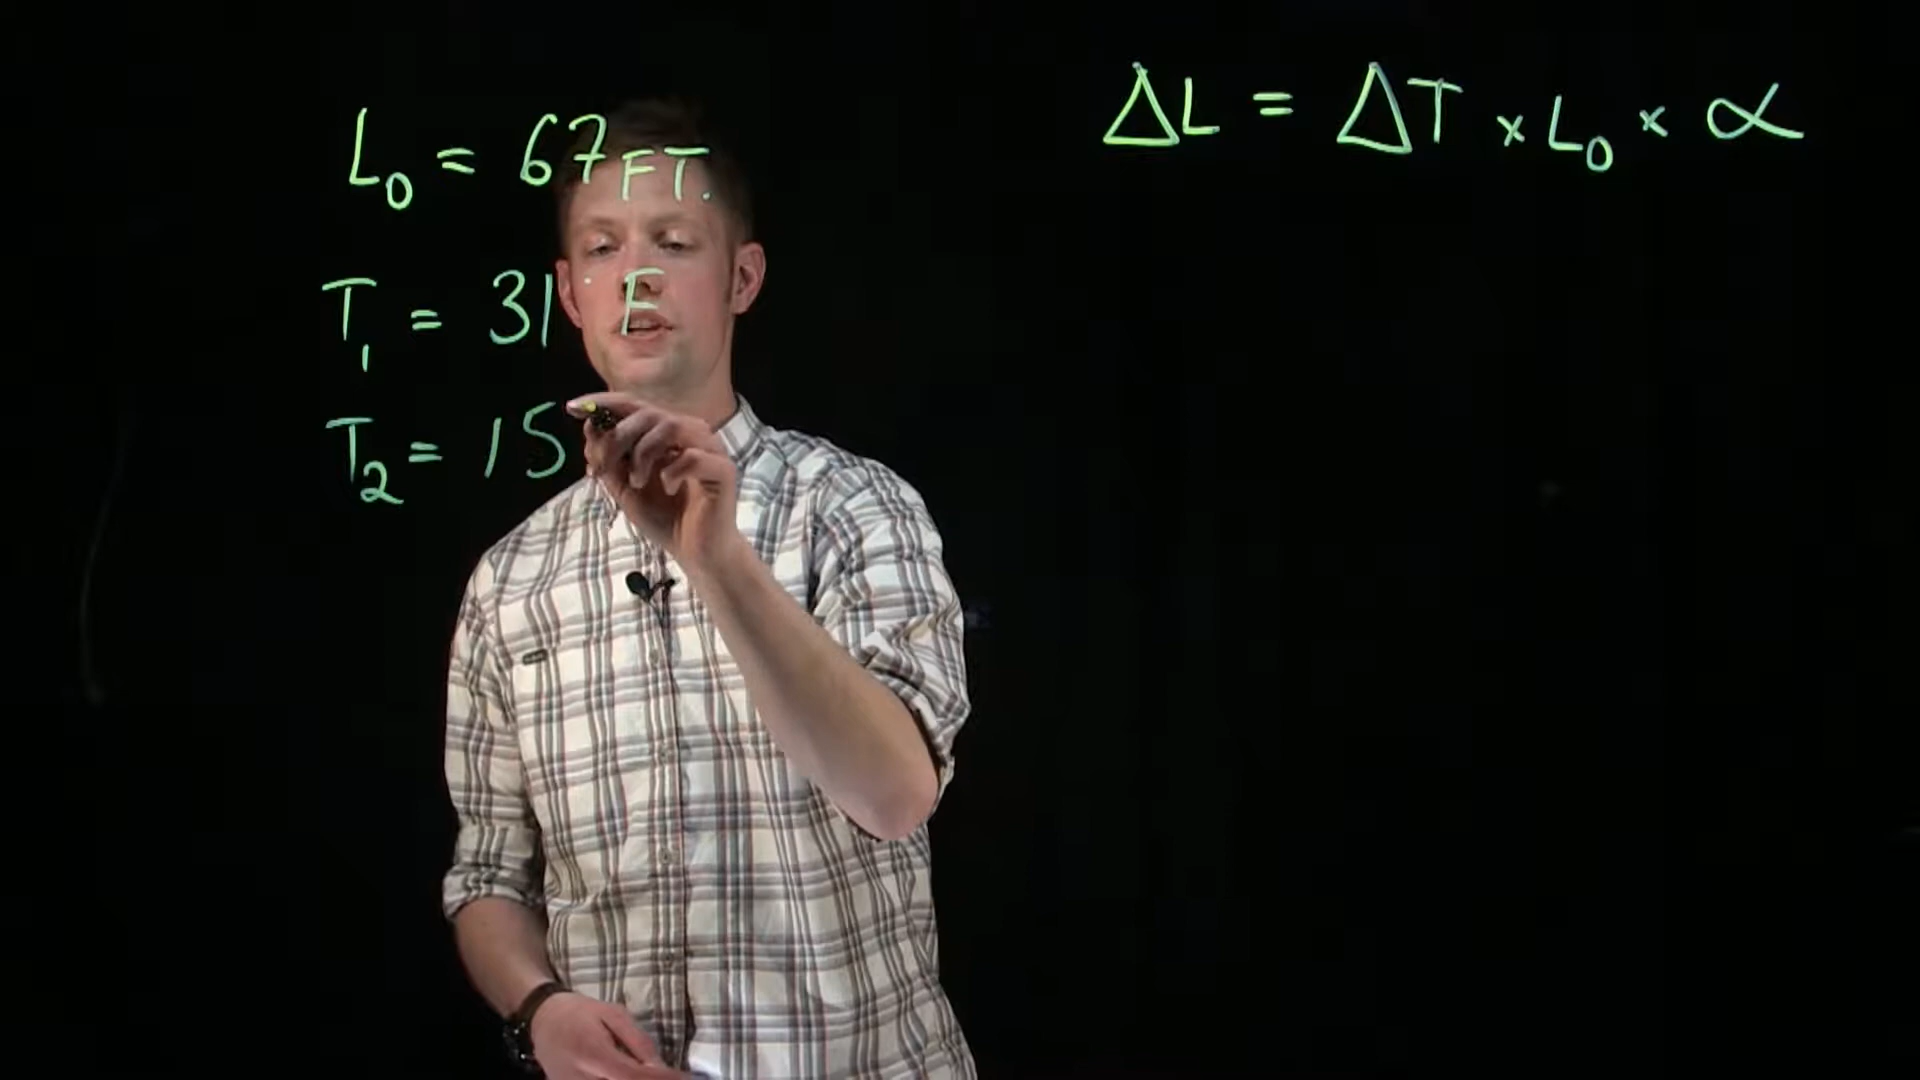 L₀ = 67 FT.
ΔL = ΔT × L₀ × α
T₁ = 31° F
T₂ = 15